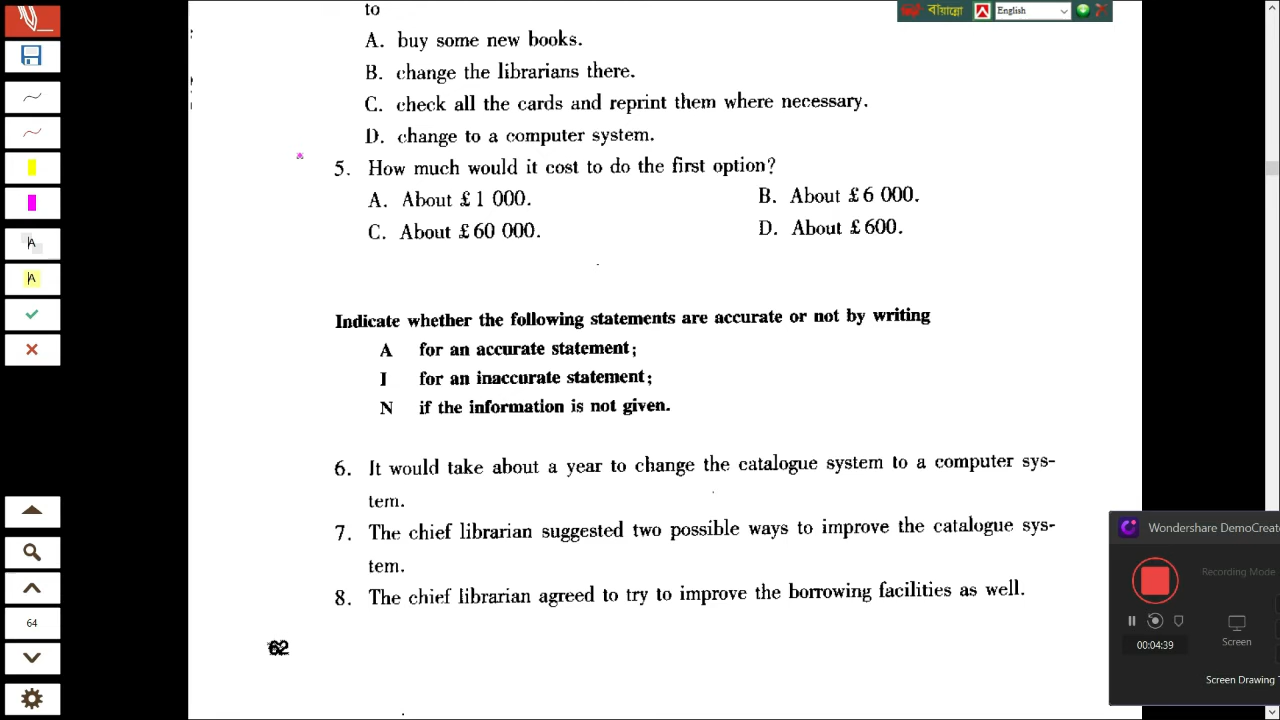 to
বায়ান্নো English
A. buy some new books.
B. change the librarians there.
C. check all the cards and reprint them where necessary.
D. change to a computer system.
5. How much would it cost to do the first option?
A. About £1 000. B. About £6 000.
C. About £60 000. D. About £600.
Indicate whether the following statements are accurate or not by writing
A for an accurate statement;
I for an inaccurate statement;
N if the information is not given.
6. It would take about a year to change the catalogue system to a computer sys-
tem.
7. The chief librarian suggested two possible ways to improve the catalogue sys-
tem.
8. The chief librarian agreed to try to improve the borrowing facilities as well.
62
A
A
64
Wondershare DemoCreat
Recording Mode
Screen
00:04:39
Screen Drawing T